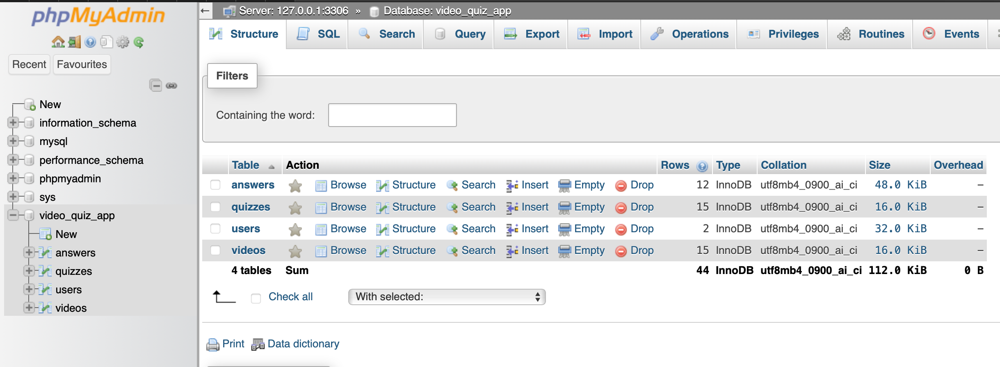 phpMyAdmin
Recent Favourites
New
information_schema
mysql
performance_schema
phpmyadmin
sys
video_quiz_app
New
answers
quizzes
users
videos
Server: 127.0.0.1:3306 » Database: video_quiz_app
Structure SQL Search Query Export Import Operations Privileges Routines Events
Filters
Containing the word:
Table Action Rows Type Collation Size Overhead
answers Browse Structure Search Insert Empty Drop 12 InnoDB utf8mb4_0900_ai_ci 48.0 KiB –
quizzes Browse Structure Search Insert Empty Drop 15 InnoDB utf8mb4_0900_ai_ci 16.0 KiB –
users Browse Structure Search Insert Empty Drop 2 InnoDB utf8mb4_0900_ai_ci 32.0 KiB –
videos Browse Structure Search Insert Empty Drop 15 InnoDB utf8mb4_0900_ai_ci 16.0 KiB –
4 tables Sum 44 InnoDB utf8mb4_0900_ai_ci 112.0 KiB 0 B
Check all With selected:
Print Data dictionary